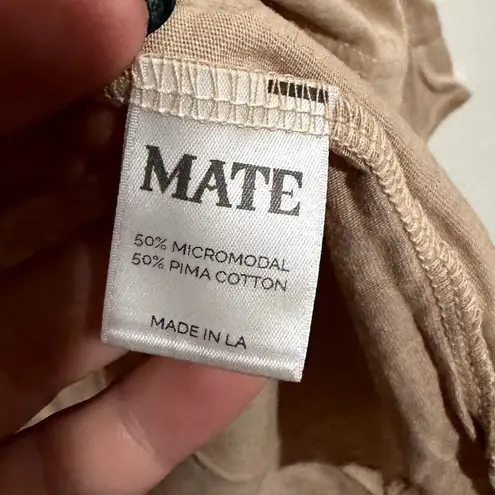 MATE
50% MICROMODAL
50% PIMA COTTON
MADE IN LA